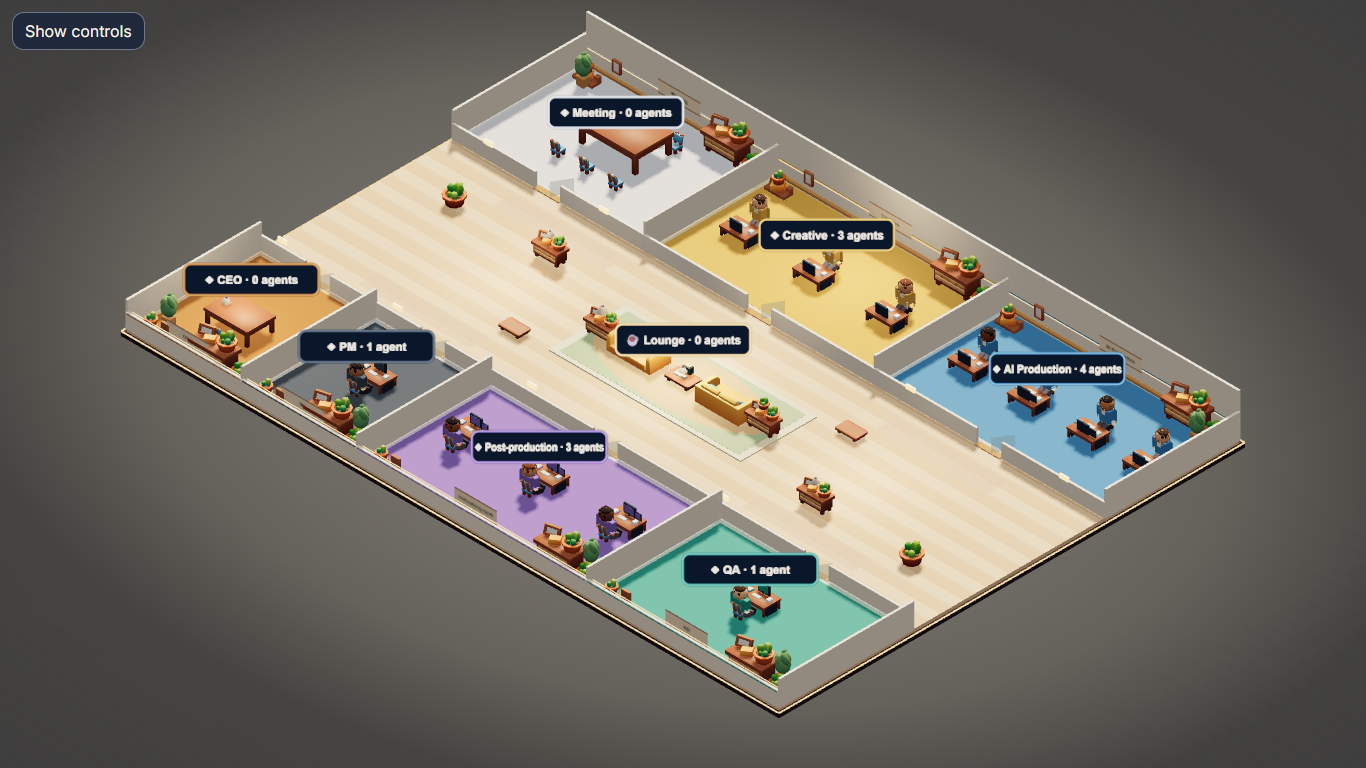 Show controls
◆ Meeting · 0 agents
◆ Creative · 3 agents
◆ CEO · 0 agents
◆ PM · 1 agent
Lounge · 0 agents
◆ AI Production · 4 agents
◆ Post-production · 3 agents
◆ QA · 1 agent